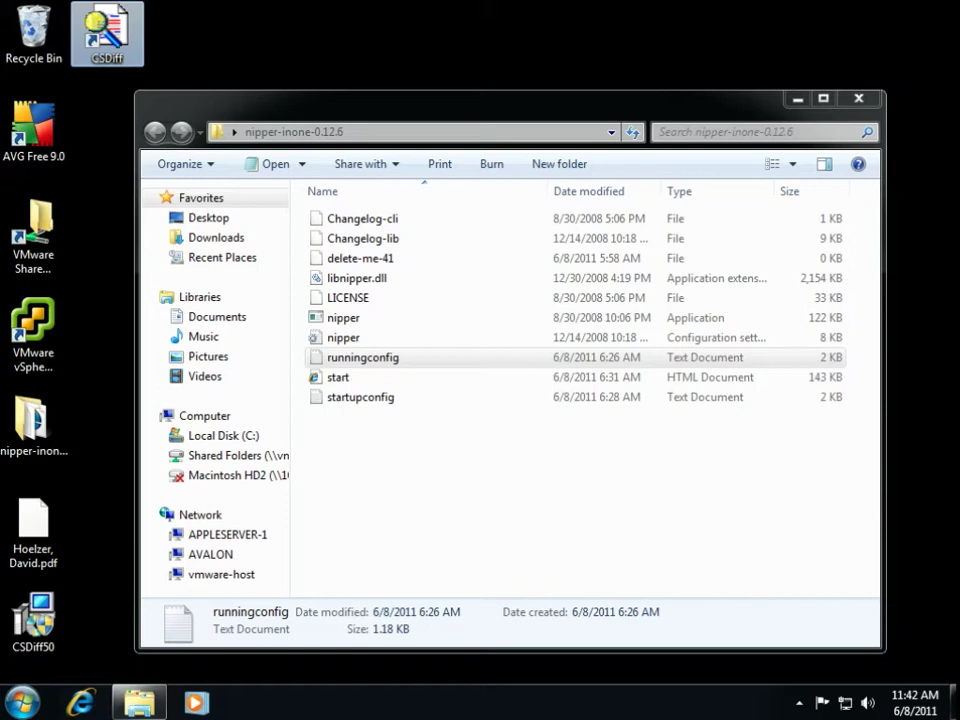 Recycle Bin
CSDiff
AVG Free 9.0
VMware
Share...
VMware
vSphe...
nipper-inon...
Hoelzer,
David.pdf
CSDiff50
nipper-inone-0.12.6
Search nipper-inone-0.12.6
Organize Open Share with Print Burn New folder
Name Date modified Type Size
Favorites
Desktop
Downloads
Recent Places
Libraries
Documents
Music
Pictures
Videos
Computer
Local Disk (C:)
Shared Folders (\\vn
Macintosh HD2 (\\1(
Network
APPLESERVER-1
AVALON
vmware-host
Changelog-cli 8/30/2008 5:06 PM File 1 KB
Changelog-lib 12/14/2008 10:18 ... File 9 KB
delete-me-41 6/8/2011 5:58 AM File 0 KB
libnipper.dll 12/30/2008 4:19 PM Application extens... 2,154 KB
LICENSE 8/30/2008 5:06 PM File 33 KB
nipper 8/30/2008 10:06 PM Application 122 KB
nipper 12/14/2008 10:18 ... Configuration sett... 8 KB
runningconfig 6/8/2011 6:26 AM Text Document 2 KB
start 6/8/2011 6:31 AM HTML Document 143 KB
startupconfig 6/8/2011 6:28 AM Text Document 2 KB
runningconfig Date modified: 6/8/2011 6:26 AM Date created: 6/8/2011 6:26 AM
Text Document Size: 1.18 KB
11:42 AM
6/8/2011